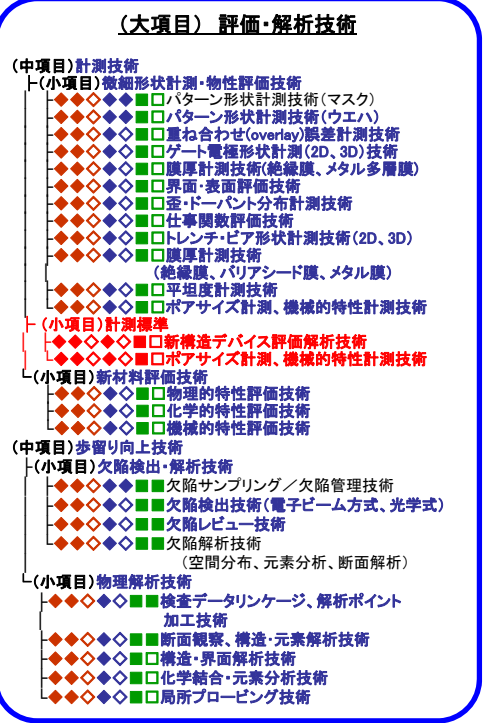 (大項目) 評価・解析技術
(中項目)計測技術
├(小項目)微細形状計測・物性評価技術
├◆◆◇◆◆■□パターン形状計測技術(マスク)
├◆◆◇◆◆■□パターン形状計測技術(ウエハ)
├◆◆◇◆◇■□重ね合わせ(overlay)誤差計測技術
├◆◆◇◆◇■□ゲート電極形状計測(2D、3D)技術
├◆◆◇◆◇■□膜厚計測技術(絶縁膜、メタル多層膜)
├◆◆◇◆◇■□界面・表面評価技術
├◆◆◇◆◇■□歪・ドーパント分布計測技術
├◆◆◇◆◇■□仕事関数評価技術
├◆◆◇◆◇■□トレンチ・ビア形状計測技術(2D、3D)
├◆◆◇◆◇■□膜厚計測技術
(絶縁膜、バリアシード膜、メタル膜)
├◆◆◇◆◇■□平坦度計測技術
└◆◆◇◆◇■□ポアサイズ計測、機械的特性計測技術
├(小項目)計測標準
├◆◆◇◆◇■□新構造デバイス評価解析技術
└◆◆◇◆◇■□ポアサイズ計測、機械的特性計測技術
└(小項目)新材料評価技術
├◆◆◇◆◇■□物理的特性評価技術
├◆◆◇◆◇■□化学的特性評価技術
└◆◆◇◆◇■□機械的特性評価技術
(中項目)歩留り向上技術
├(小項目)欠陥検出・解析技術
├◆◆◇◆◆■■欠陥サンプリング/欠陥管理技術
├◆◆◇◆◇■■欠陥検出技術(電子ビーム方式、光学式)
├◆◆◇◆◇■■欠陥レビュー技術
└◆◆◇◆◇■■欠陥解析技術
(空間分布、元素分析、断面解析)
└(小項目)物理解析技術
├◆◆◇◆◇■■検査データリンケージ、解析ポイント
加工技術
├◆◆◇◆◇■■断面観察、構造・元素解析技術
├◆◆◇◆◇■□構造・界面解析技術
├◆◆◇◆◇■□化学結合・元素分析技術
└◆◆◇◆◇■□局所プロービング技術